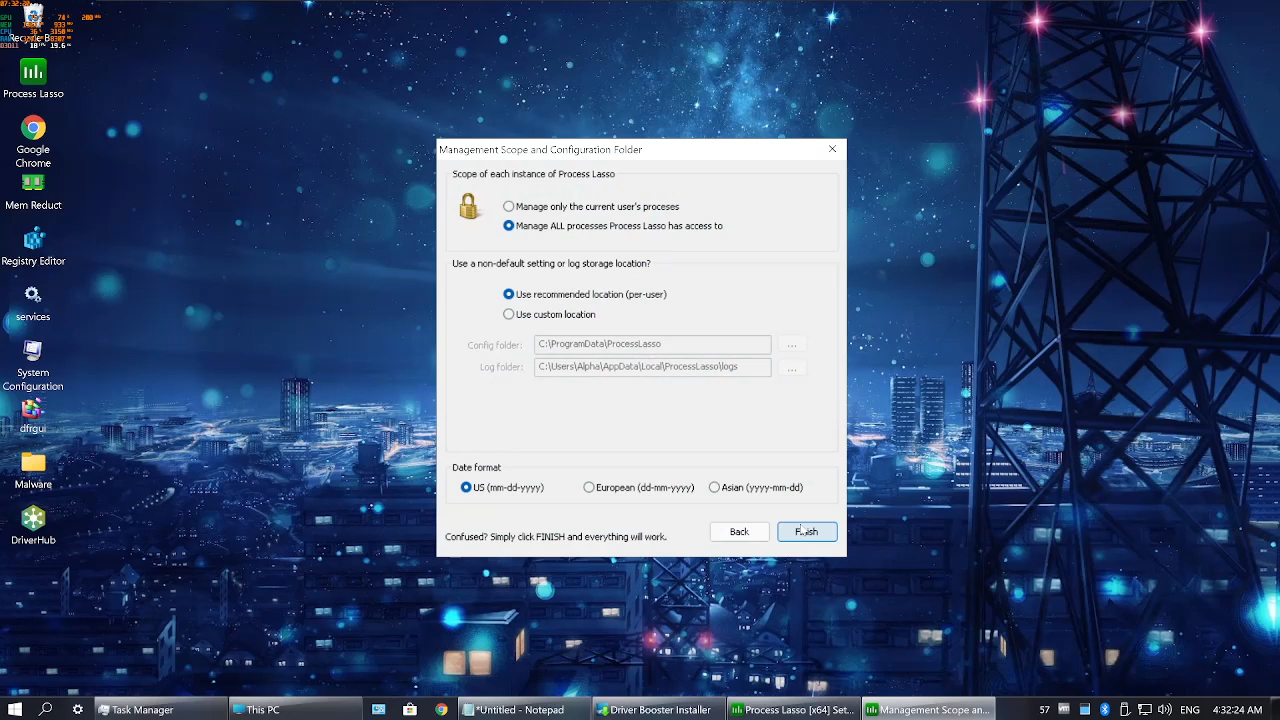 Process Lasso
Google
Chrome
Mem Reduct
Registry Editor
services
System
Configuration
dfrgui
Malware
DriverHub
Management Scope and Configuration Folder
Scope of each instance of Process Lasso
Manage only the current user's proceses
Manage ALL processes Process Lasso has access to
Use a non-default setting or log storage location?
Use recommended location (per-user)
Use custom location
Config folder: C:\ProgramData\ProcessLasso ...
Log folder: C:\Users\Alpha\AppData\Local\ProcessLasso\logs ...
Date format
US (mm-dd-yyyy) European (dd-mm-yyyy) Asian (yyyy-mm-dd)
Confused? Simply click FINISH and everything will work. Back Finish
Task Manager This PC *Untitled - Notepad Driver Booster Installer Process Lasso [x64] Set... Management Scope an... 57 ENG 4:32:24 AM